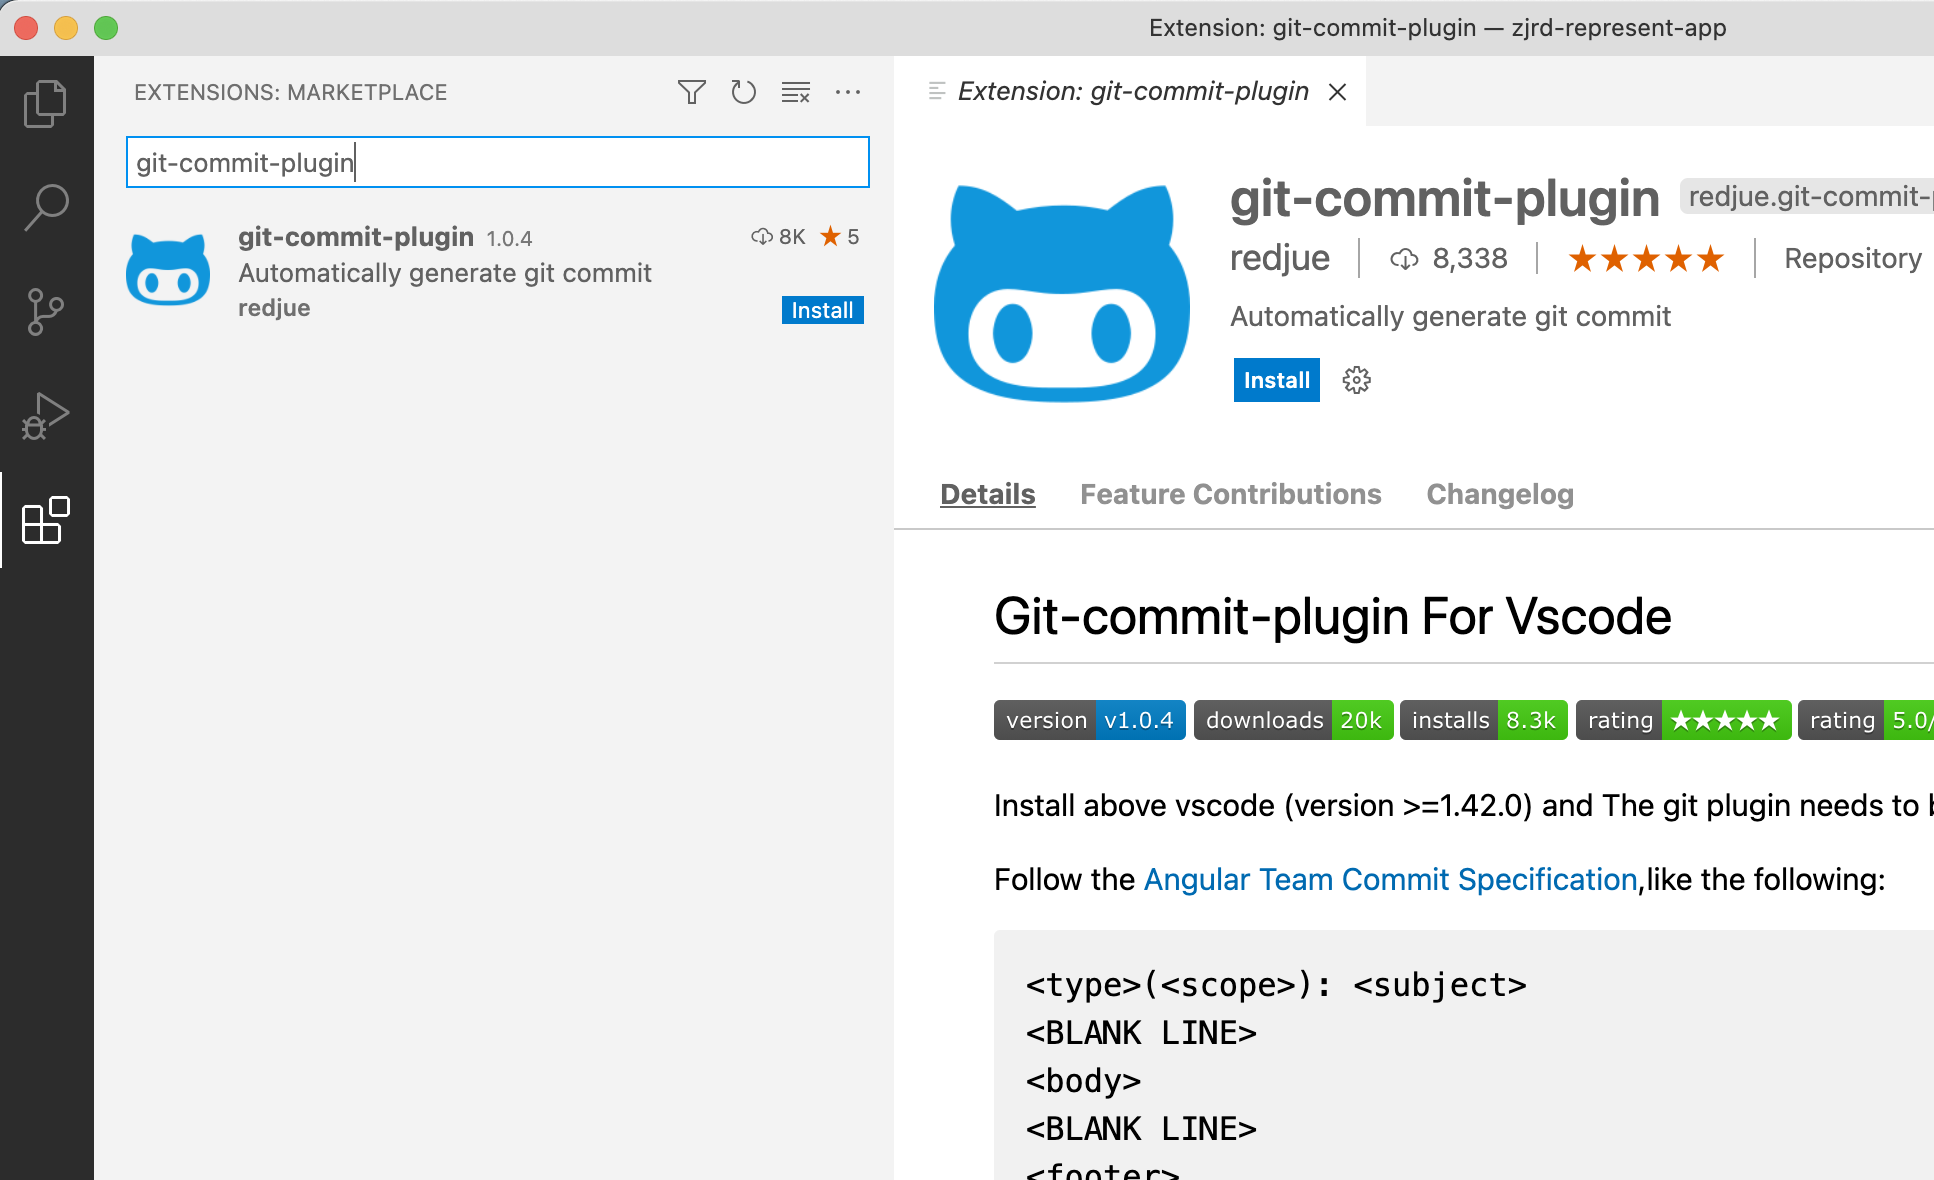 Extension: git-commit-plugin — zjrd-represent-app
EXTENSIONS: MARKETPLACE
git-commit-plugin
git-commit-plugin 1.0.4 8K ★ 5
Automatically generate git commit
redjue
Install
Extension: git-commit-plugin
git-commit-plugin redjue.git-commit-
redjue 8,338 ★★★★★ Repository
Automatically generate git commit
Install
Details Feature Contributions Changelog
Git-commit-plugin For Vscode
version v1.0.4 downloads 20k installs 8.3k rating ★★★★★ rating 5.0/
Install above vscode (version >=1.42.0) and The git plugin needs to
Follow the Angular Team Commit Specification,like the following:
<type>(<scope>): <subject>
<BLANK LINE>
<body>
<BLANK LINE>
<footer>